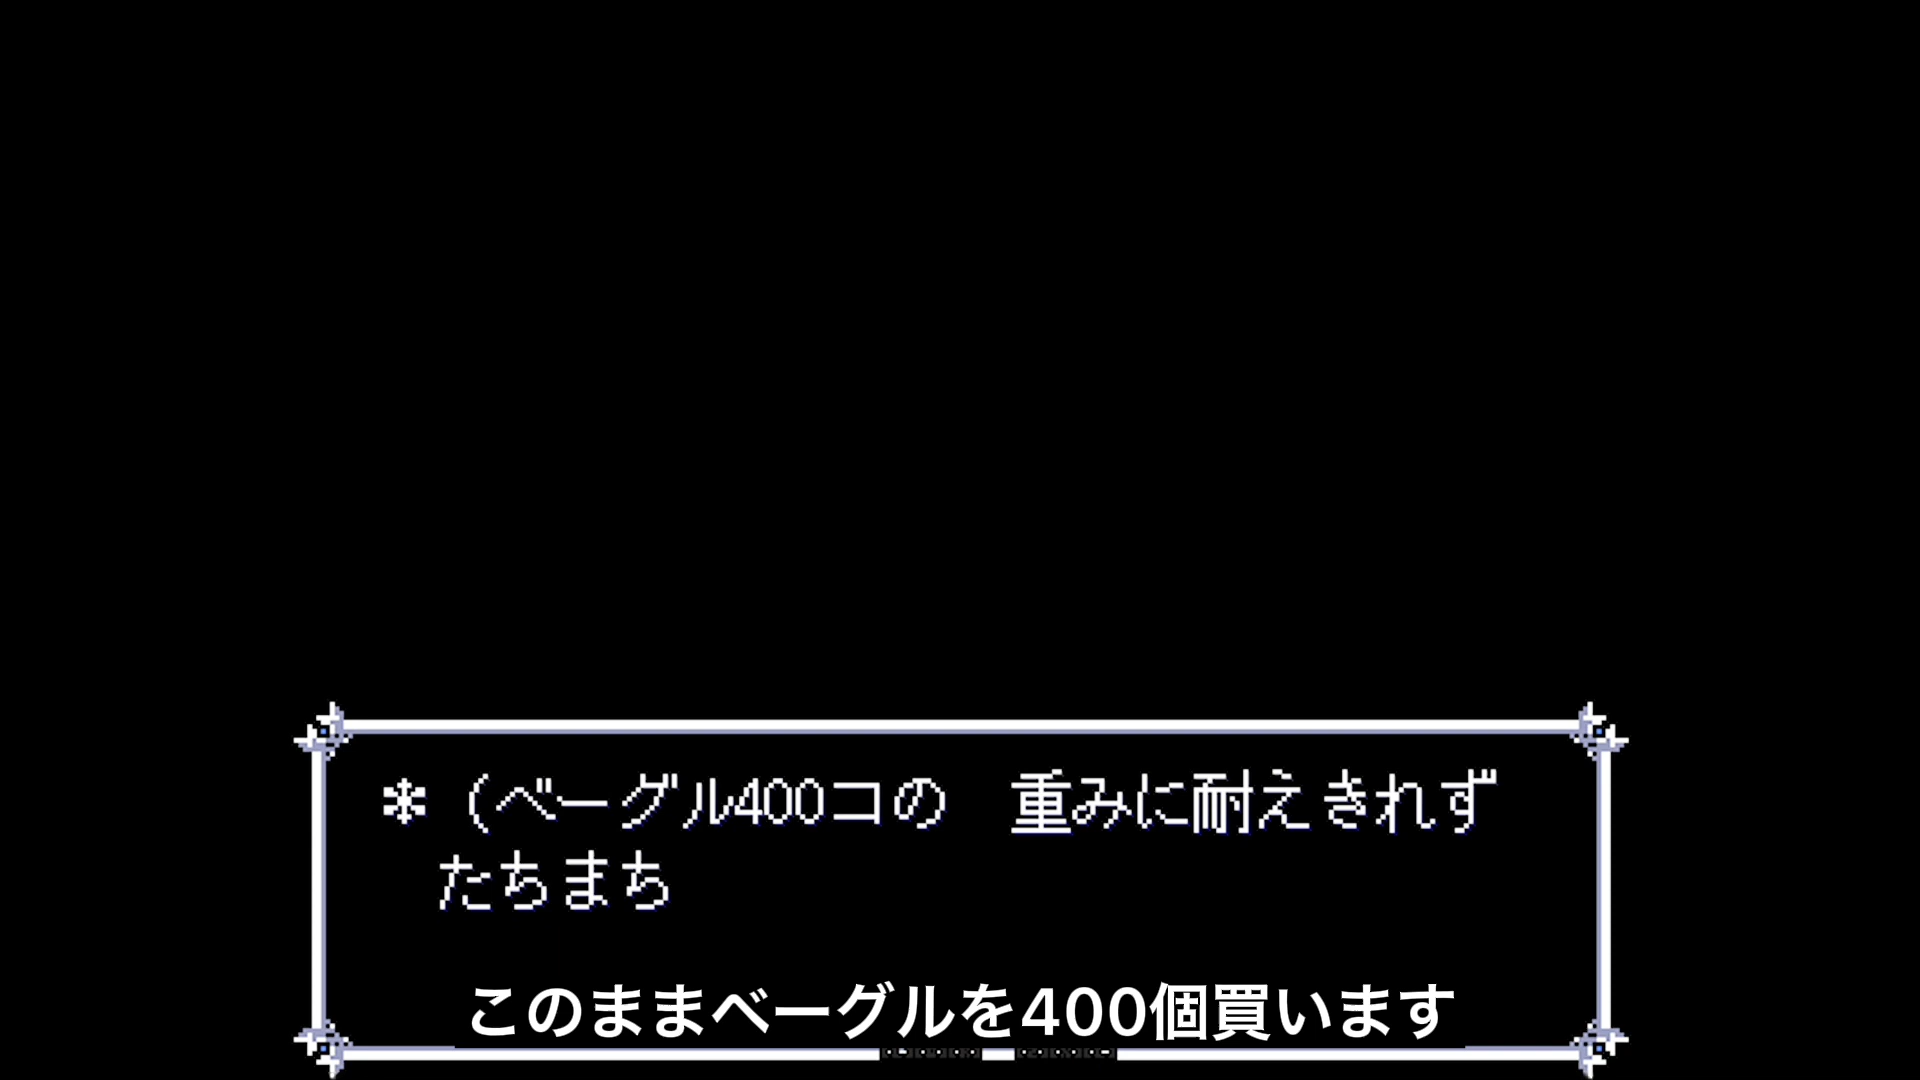 ＊（ベーグル400コの　重みに耐えきれず
たちまち
このままベーグルを400個買います